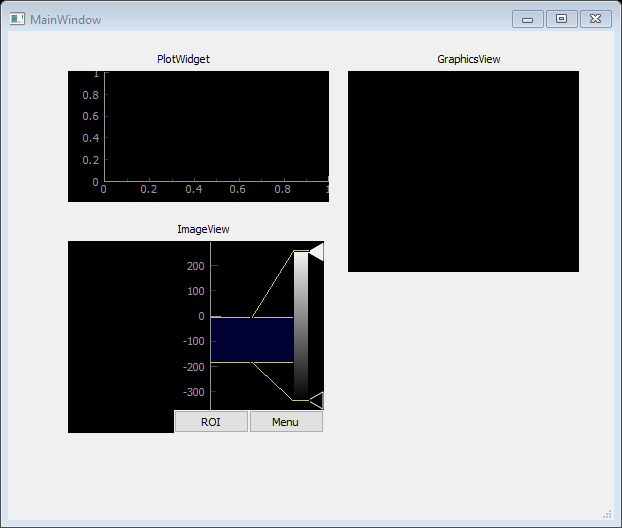 MainWindow
PlotWidget
GraphicsView
1
0.8
0.6
0.4
0.2
0
0 0.2 0.4 0.6 0.8 1
ImageView
200
100
0
-100
-200
-300
ROI Menu